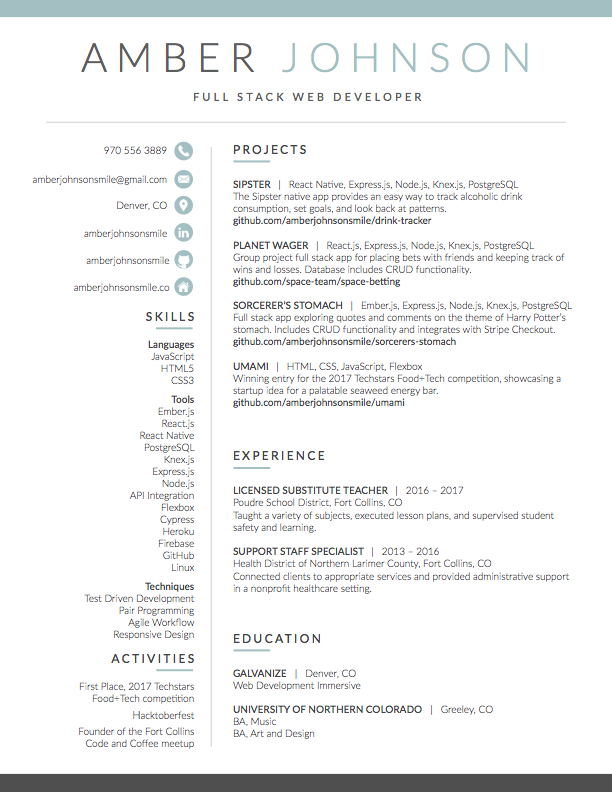 AMBER JOHNSON
FULL STACK WEB DEVELOPER
970 556 3889
amberjohnsonsmile@gmail.com
Denver, CO
amberjohnsonsmile
amberjohnsonsmile
amberjohnsonsmile.co
SKILLS
Languages
JavaScript
HTML5
CSS3
Tools
Ember.js
React.js
React Native
PostgreSQL
Knex.js
Express.js
Node.js
API Integration
Flexbox
Cypress
Heroku
Firebase
GitHub
Linux
Techniques
Test Driven Development
Pair Programming
Agile Workflow
Responsive Design
ACTIVITIES
First Place, 2017 Techstars
Food+Tech competition
Hacktoberfest
Founder of the Fort Collins
Code and Coffee meetup
PROJECTS
SIPSTER | React Native, Express.js, Node.js, Knex.js, PostgreSQL
The Sipster native app provides an easy way to track alcoholic drink
consumption, set goals, and look back at patterns.
github.com/amberjohnsonsmile/drink-tracker
PLANET WAGER | React.js, Express.js, Node.js, Knex.js, PostgreSQL
Group project full stack app for placing bets with friends and keeping track of
wins and losses. Database includes CRUD functionality.
github.com/space-team/space-betting
SORCERER'S STOMACH | Ember.js, Express.js, Node.js, Knex.js, PostgreSQL
Full stack app exploring quotes and comments on the theme of Harry Potter's
stomach. Includes CRUD functionality and integrates with Stripe Checkout.
github.com/amberjohnsonsmile/sorcerers-stomach
UMAMI | HTML, CSS, JavaScript, Flexbox
Winning entry for the 2017 Techstars Food+Tech competition, showcasing a
startup idea for a palatable seaweed energy bar.
github.com/amberjohnsonsmile/umami
EXPERIENCE
LICENSED SUBSTITUTE TEACHER | 2016 – 2017
Poudre School District, Fort Collins, CO
Taught a variety of subjects, executed lesson plans, and supervised student
safety and learning.
SUPPORT STAFF SPECIALIST | 2013 – 2016
Health District of Northern Larimer County, Fort Collins, CO
Connected clients to appropriate services and provided administrative support
in a nonprofit healthcare setting.
EDUCATION
GALVANIZE | Denver, CO
Web Development Immersive
UNIVERSITY OF NORTHERN COLORADO | Greeley, CO
BA, Music
BA, Art and Design